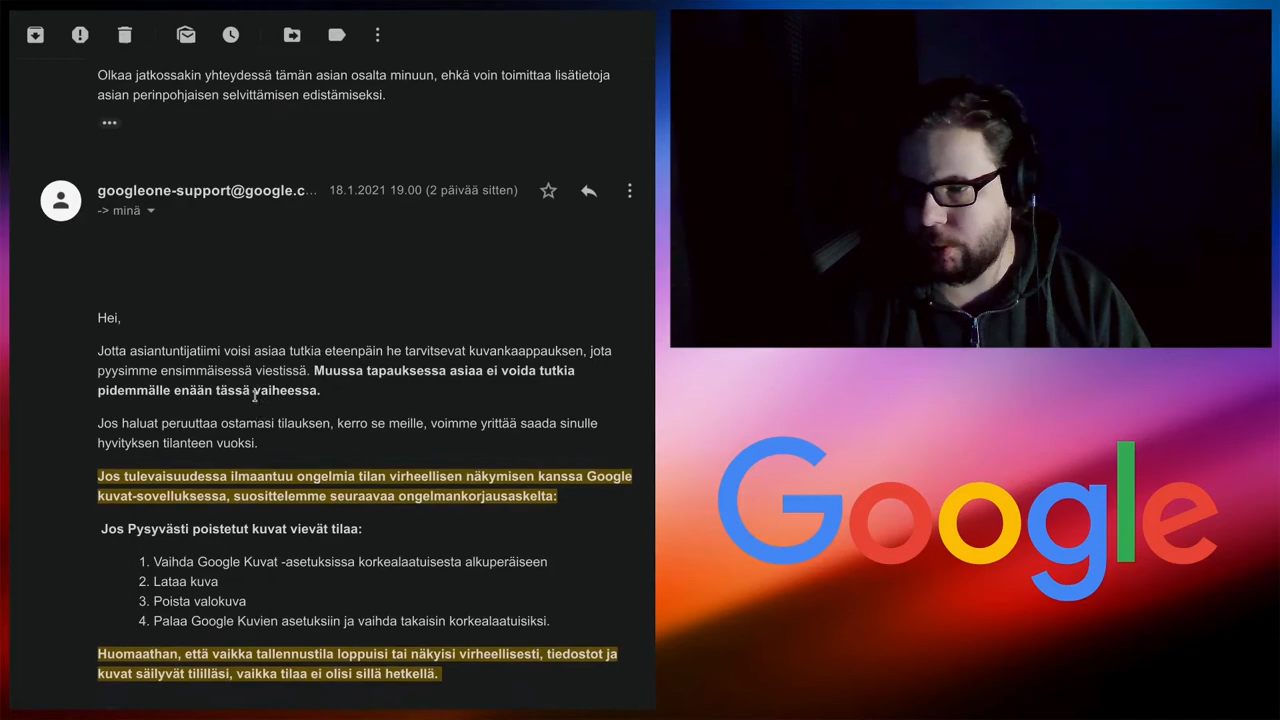 Olkaa jatkossakin yhteydessä tämän asian osalta minuun, ehkä voin toimittaa lisätietoja
asian perinpohjaisen selvittämisen edistämiseksi.
googleone-support@google.c... 18.1.2021 19.00 (2 päivää sitten)
-> minä
Hei,
Jotta asiantuntijatiimi voisi asiaa tutkia eteenpäin he tarvitsevat kuvankaappauksen, jota
pyysimme ensimmäisessä viestissä. Muussa tapauksessa asiaa ei voida tutkia
pidemmälle enään tässä vaiheessa.
Jos haluat peruuttaa ostamasi tilauksen, kerro se meille, voimme yrittää saada sinulle
hyvityksen tilanteen vuoksi.
Jos tulevaisuudessa ilmaantuu ongelmia tilan virheellisen näkymisen kanssa Google
kuvat-sovelluksessa, suosittelemme seuraavaa ongelmankorjausaskelta:
Jos Pysyvästi poistetut kuvat vievät tilaa:
1. Vaihda Google Kuvat -asetuksissa korkealaatuisesta alkuperäiseen
2. Lataa kuva
3. Poista valokuva
4. Palaa Google Kuvien asetuksiin ja vaihda takaisin korkealaatuisiksi.
Huomaathan, että vaikka tallennustila loppuisi tai näkyisi virheellisesti, tiedostot ja
kuvat säilyvät tililläsi, vaikka tilaa ei olisi sillä hetkellä.
Google